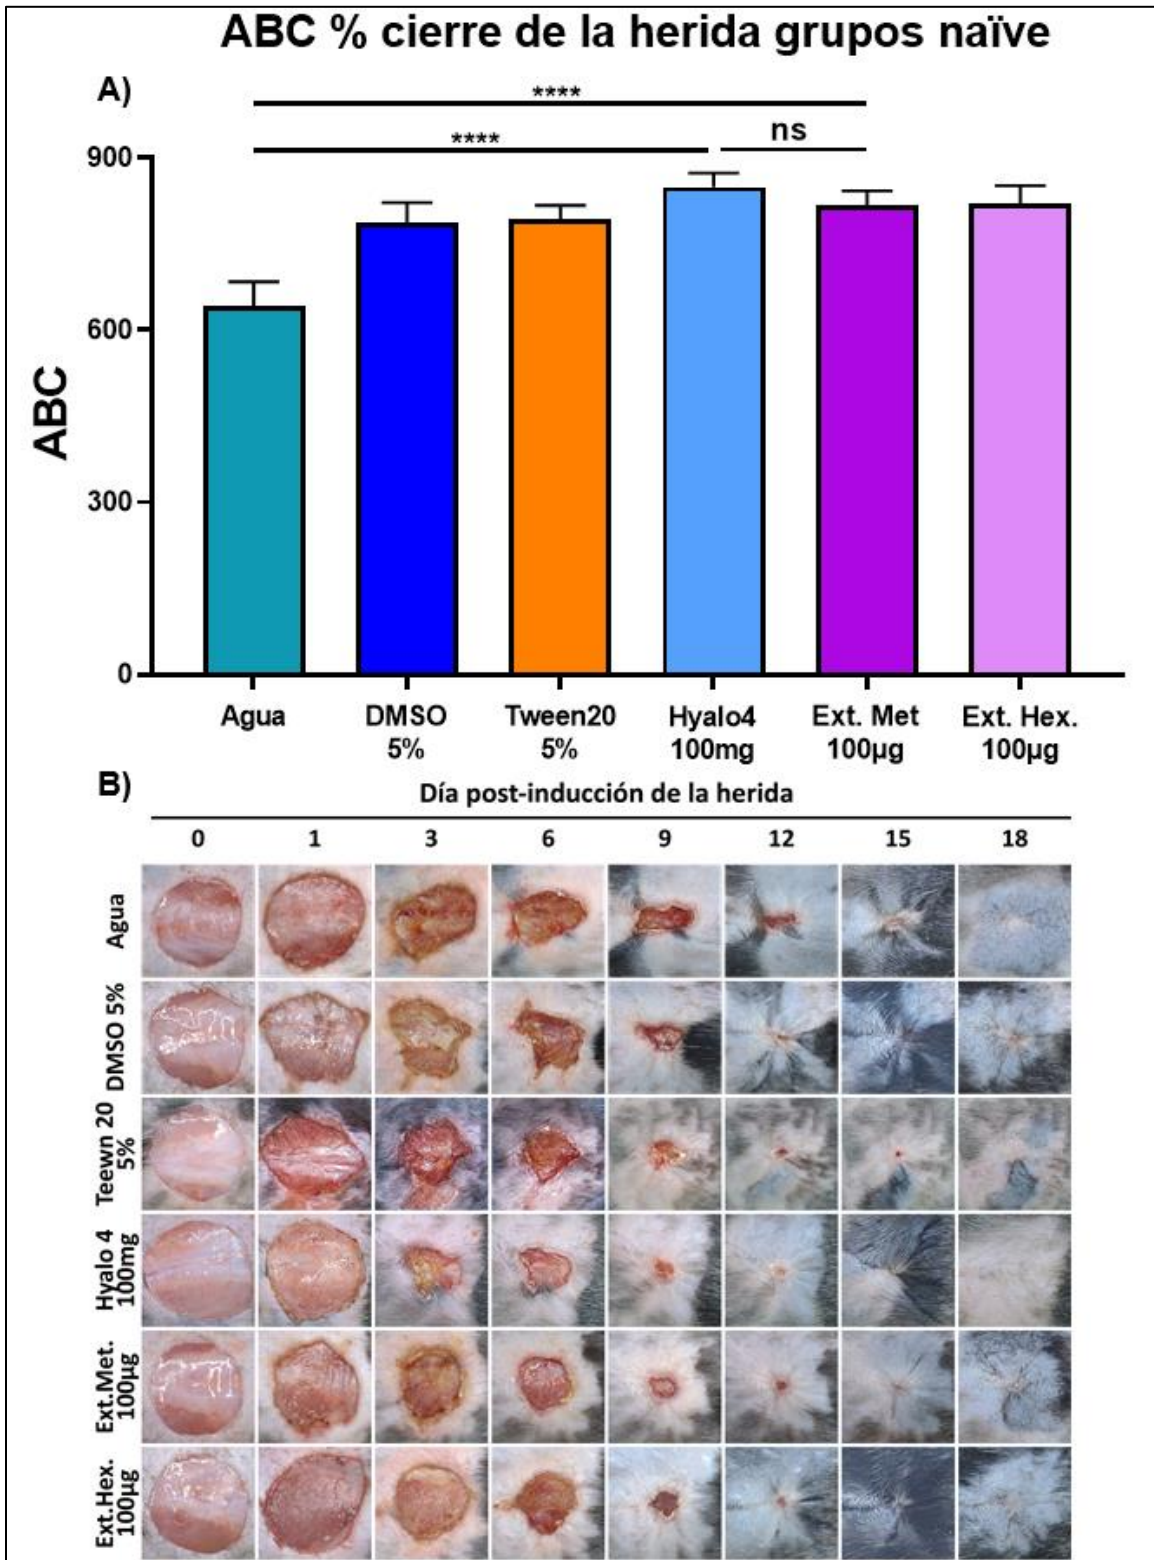 ABC % cierre de la herida grupos naïve
A)
****
****
ns
900
600
300
0
ABC
Agua
DMSO
5%
Tween20
5%
Hyalo4
100mg
Ext. Met
100µg
Ext. Hex.
100µg
B)
Día post-inducción de la herida
0 1 3 6 9 12 15 18
Agua
DMSO 5%
Teewn 20
5%
Hyalo 4
100mg
Ext.Met.
100µg
Ext.Hex.
100µg